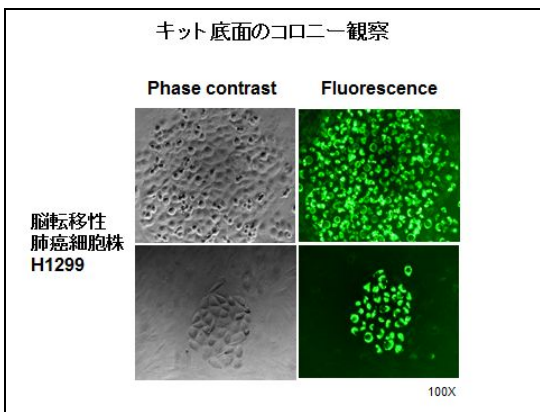 キット底面のコロニー観察
Phase contrast Fluorescence
脳転移性
肺癌細胞株
H1299
100X